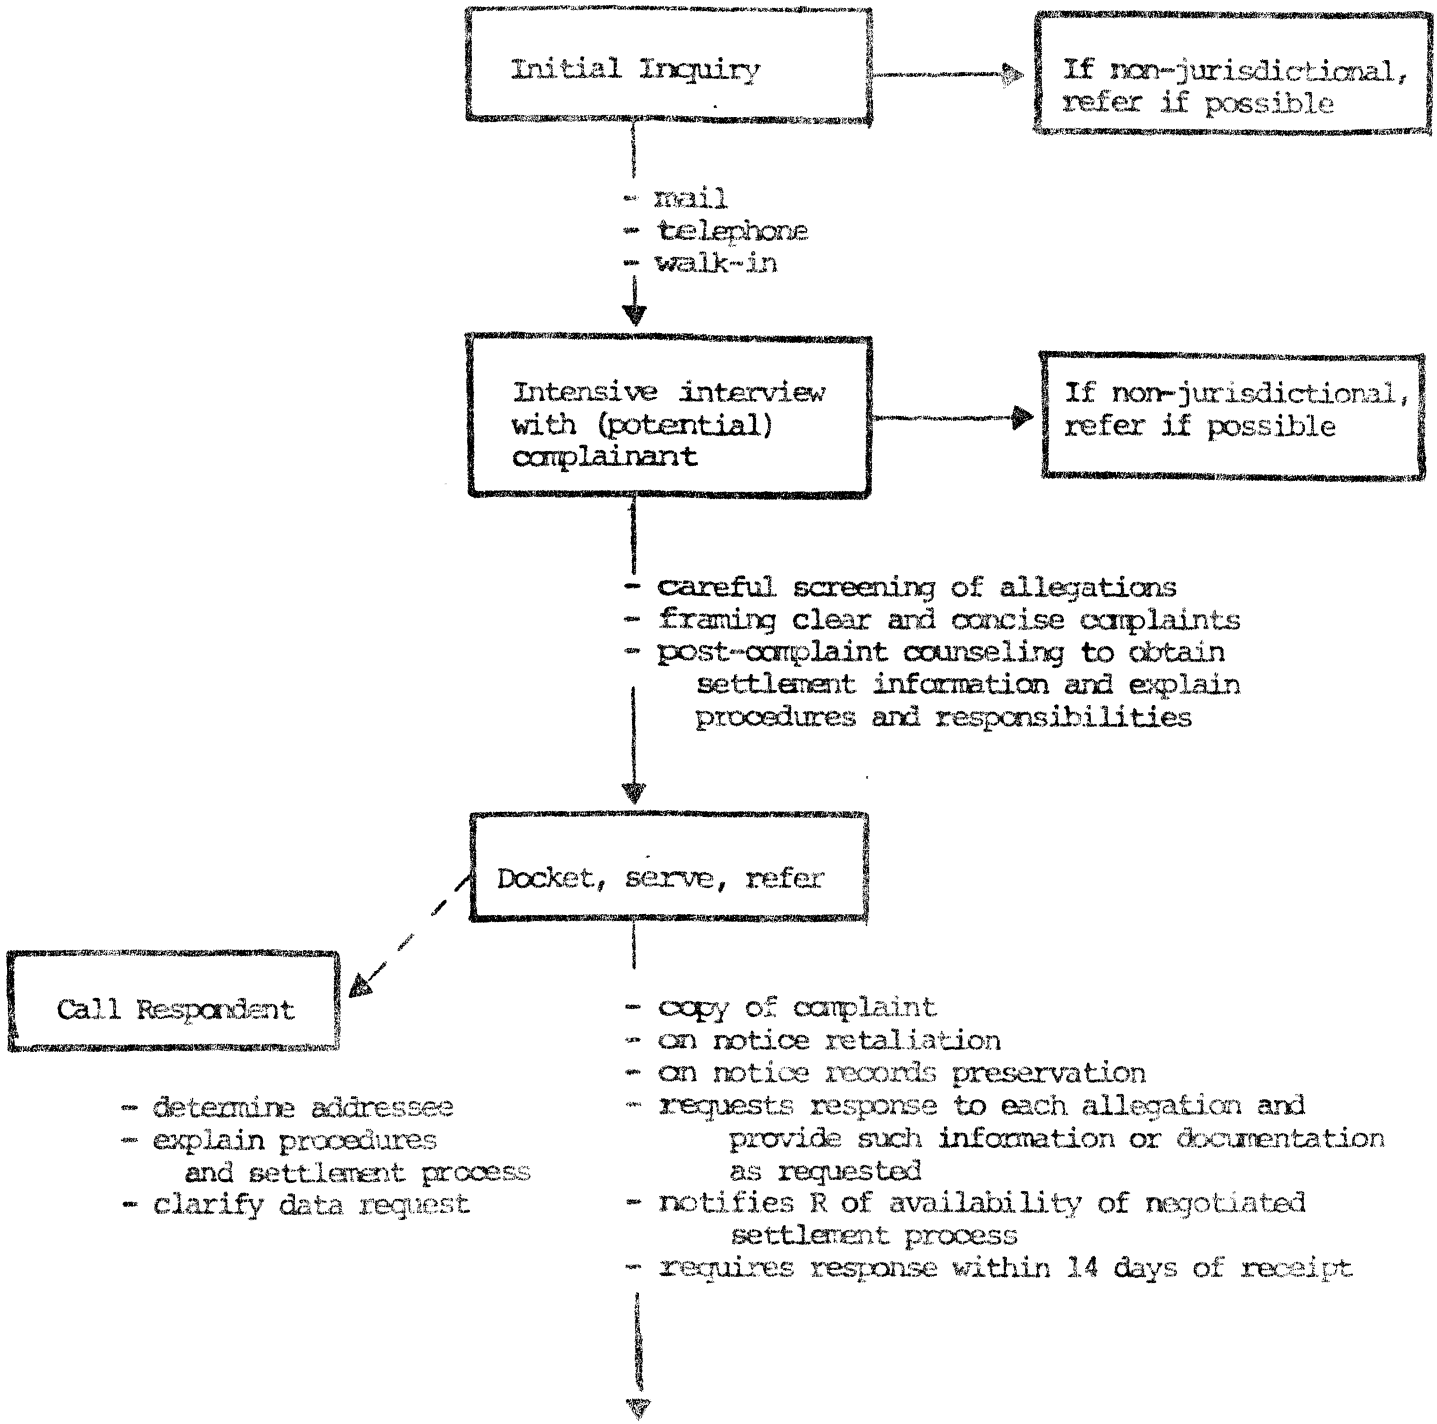 Initial Inquiry
If non-jurisdictional,
refer if possible
- mail
- telephone
- walk-in
Intensive interview
with (potential)
complainant
If non-jurisdictional,
refer if possible
- careful screening of allegations
- framing clear and concise complaints
- post-complaint counseling to obtain
settlement information and explain
procedures and responsibilities
Docket, serve, refer
Call Respondent
- determine addressee
- explain procedures
and settlement process
- clarify data request
- copy of complaint
- on notice retaliation
- on notice records preservation
- requests response to each allegation and
provide such information or documentation
as requested
- notifies R of availability of negotiated
settlement process
- requires response within 14 days of receipt